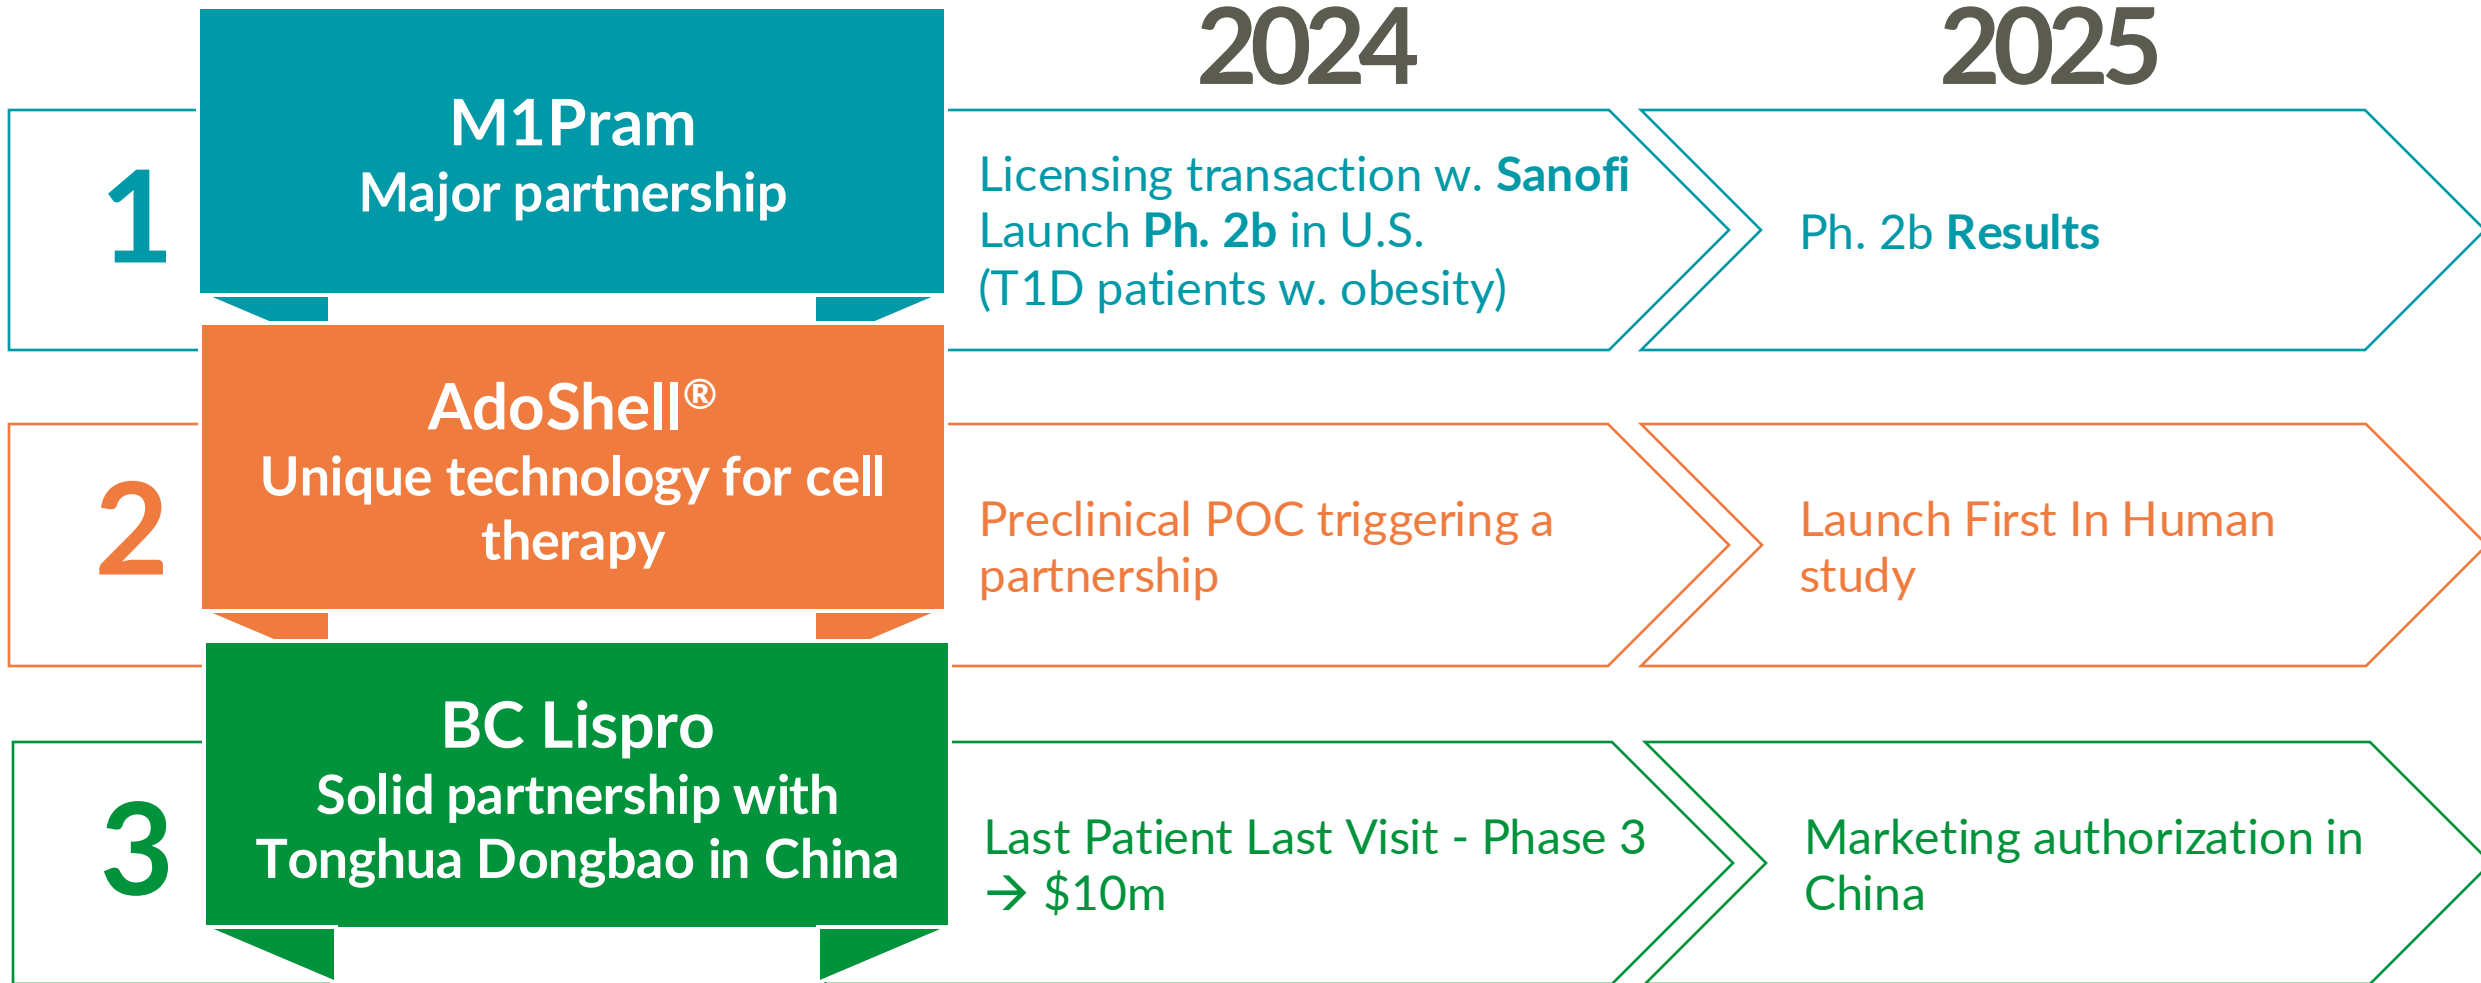 2024
2025
1
M1Pram
Major partnership
Licensing transaction w. Sanofi
Launch Ph. 2b in U.S.
(T1D patients w. obesity)
Ph. 2b Results
2
AdoShell®
Unique technology for cell
therapy
Preclinical POC triggering a
partnership
Launch First In Human
study
3
BC Lispro
Solid partnership with
Tonghua Dongbao in China
Last Patient Last Visit - Phase 3
→ $10m
Marketing authorization in
China